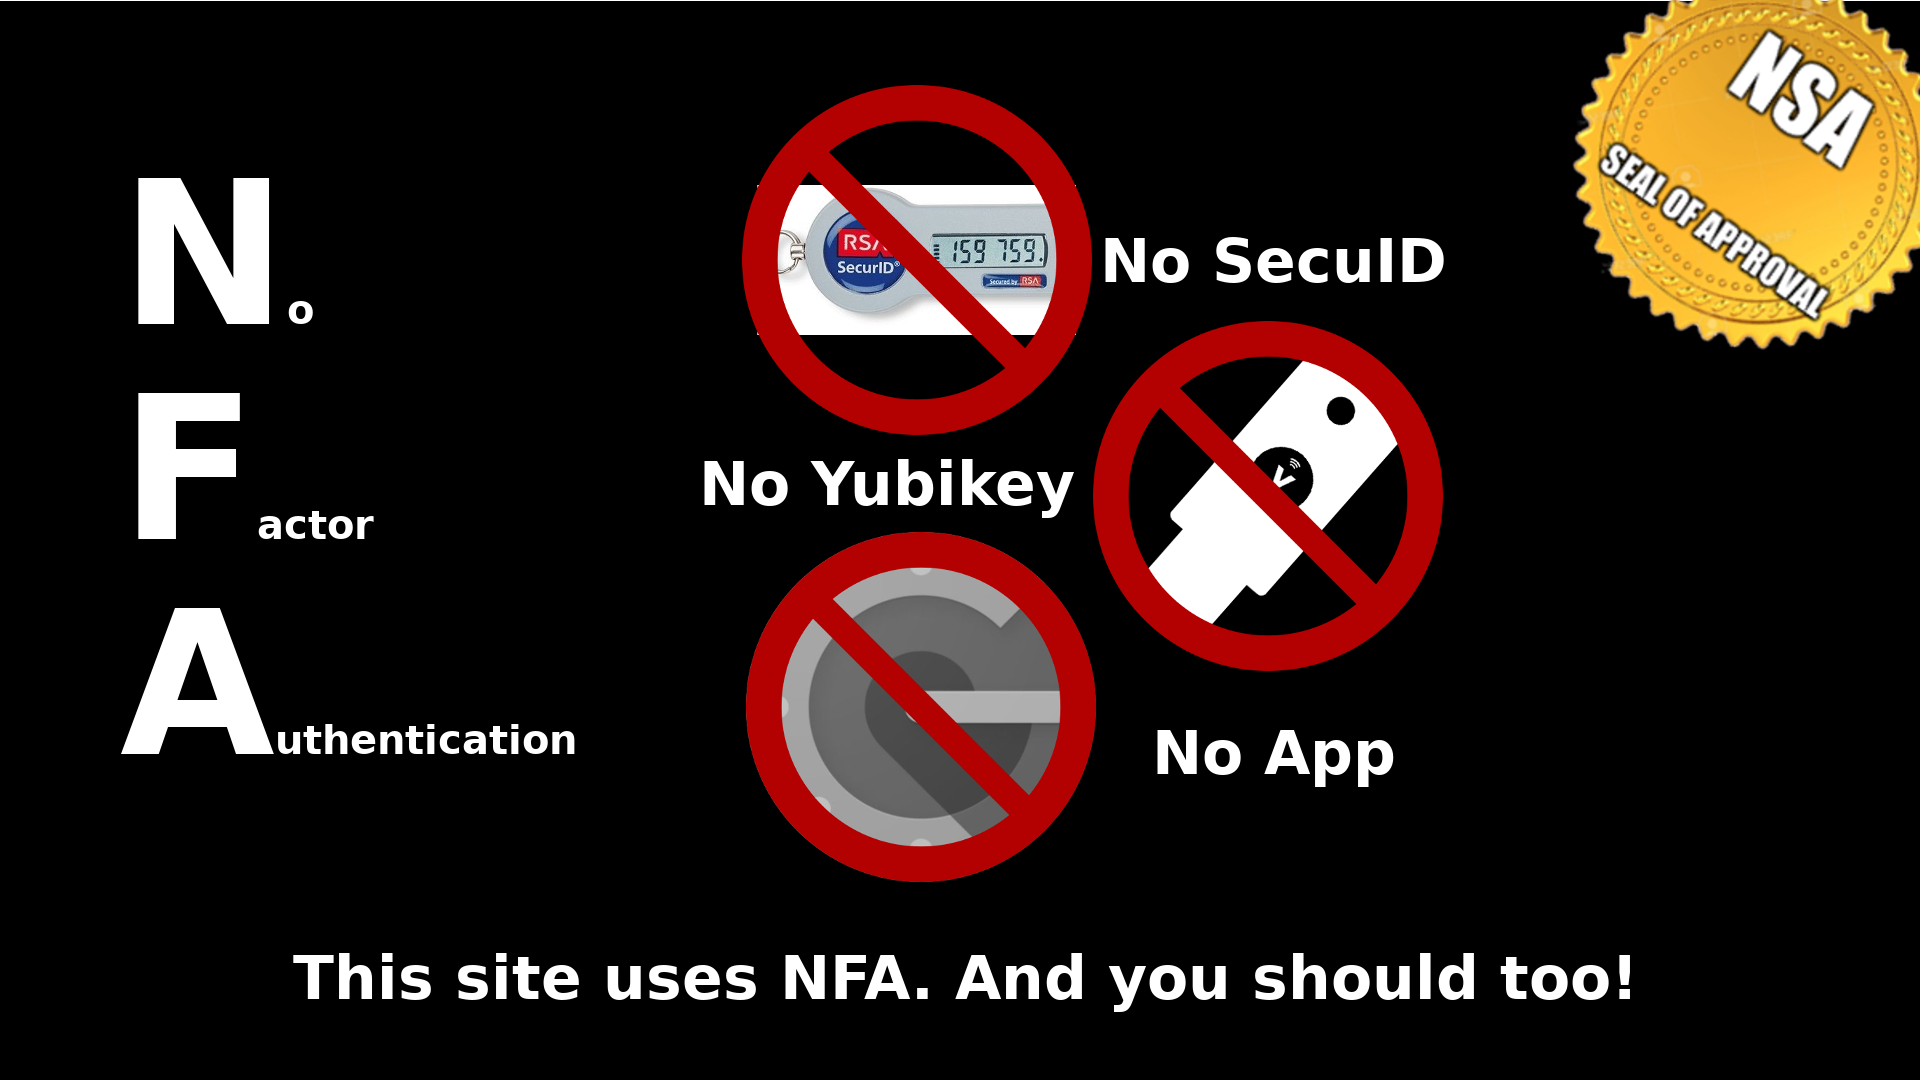 No
Factor
Authentication
RSA
SecurID®
159 759
Secured by RSA
No SecuID
No Yubikey
No App
NSA
SEAL OF APPROVAL
This site uses NFA. And you should too!